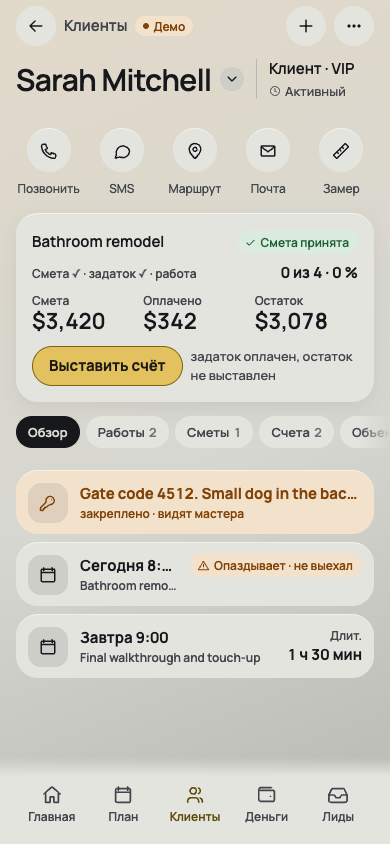 Клиенты Демо
Sarah Mitchell
Клиент · VIP
Активный
Позвонить SMS Маршрут Почта Замер
Bathroom remodel
✓ Смета принята
Смета ✓ · задаток ✓ · работа
0 из 4 · 0 %
Смета Оплачено Остаток
$3,420 $342 $3,078
Выставить счёт
задаток оплачен, остаток
не выставлен
Обзор Работы 2 Сметы 1 Счета 2 Объе
Gate code 4512. Small dog in the bac...
закреплено · видят мастера
Сегодня 8:...
Опаздывает · не выехал
Bathroom remo...
Завтра 9:00
Длит.
Final walkthrough and touch-up
1 ч 30 мин
Главная План Клиенты Деньги Лиды